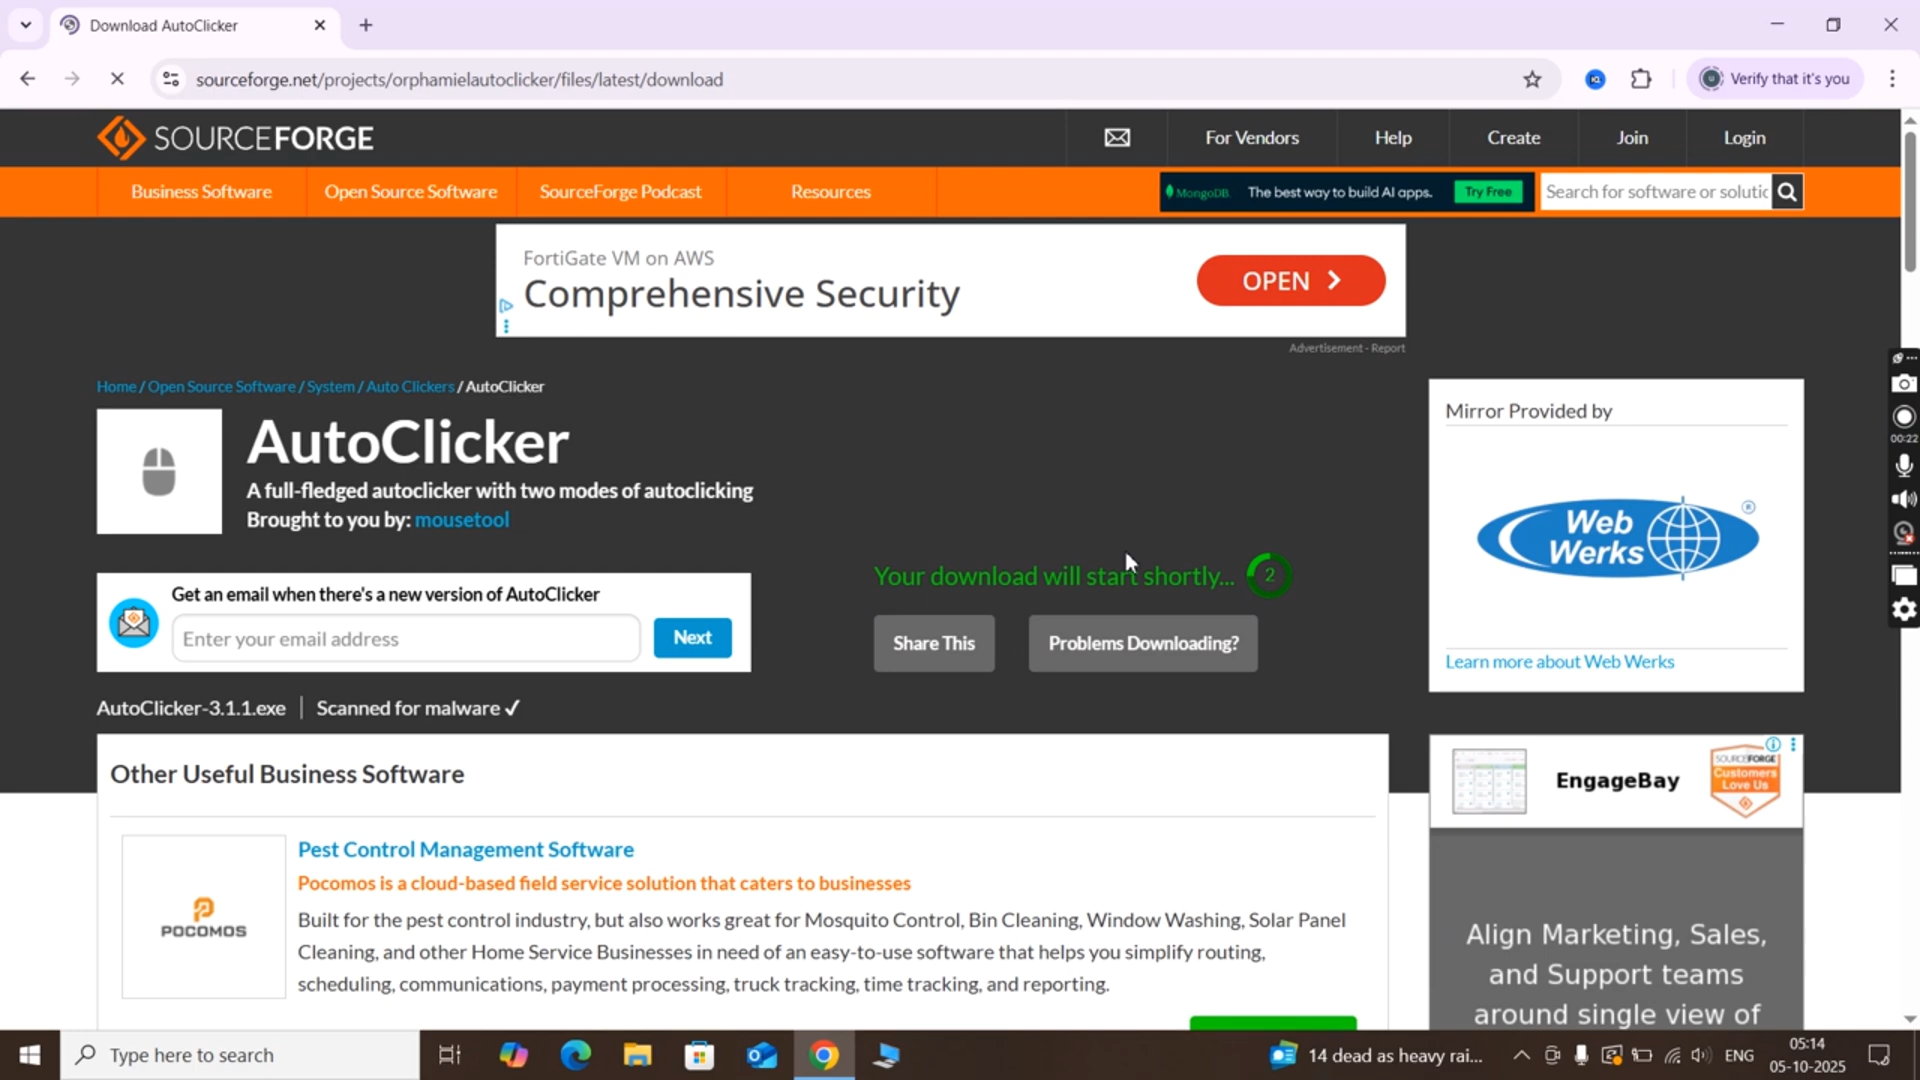 Download AutoClicker
sourceforge.net/projects/orphamielautoclicker/files/latest/download
Verify that it's you
SOURCEFORGE
For Vendors
Help
Create
Join
Login
Business Software
Open Source Software
SourceForge Podcast
Resources
MongoDB.
The best way to build AI apps.
Try Free
Search for software or solutic
FortiGate VM on AWS
Comprehensive Security
OPEN
Advertisement - Report
Home / Open Source Software / System / Auto Clickers / AutoClicker
AutoClicker
A full-fledged autoclicker with two modes of autoclicking
Brought to you by: mousetool
Mirror Provided by
Web
Werks
®
Learn more about Web Werks
Get an email when there's a new version of AutoClicker
Enter your email address
Next
Your download will start shortly...
2
Share This
Problems Downloading?
AutoClicker-3.1.1.exe
Scanned for malware ✓
00:22
Other Useful Business Software
Pest Control Management Software
Pocomos is a cloud-based field service solution that caters to businesses
Built for the pest control industry, but also works great for Mosquito Control, Bin Cleaning, Window Washing, Solar Panel
Cleaning, and other Home Service Businesses in need of an easy-to-use software that helps you simplify routing,
scheduling, communications, payment processing, truck tracking, time tracking, and reporting.
POCOMOS
EngageBay
SOURCEFORGE
Customers
Love Us
Align Marketing, Sales,
and Support teams
around single view of
Type here to search
14 dead as heavy rai...
ENG
05:14
05-10-2025